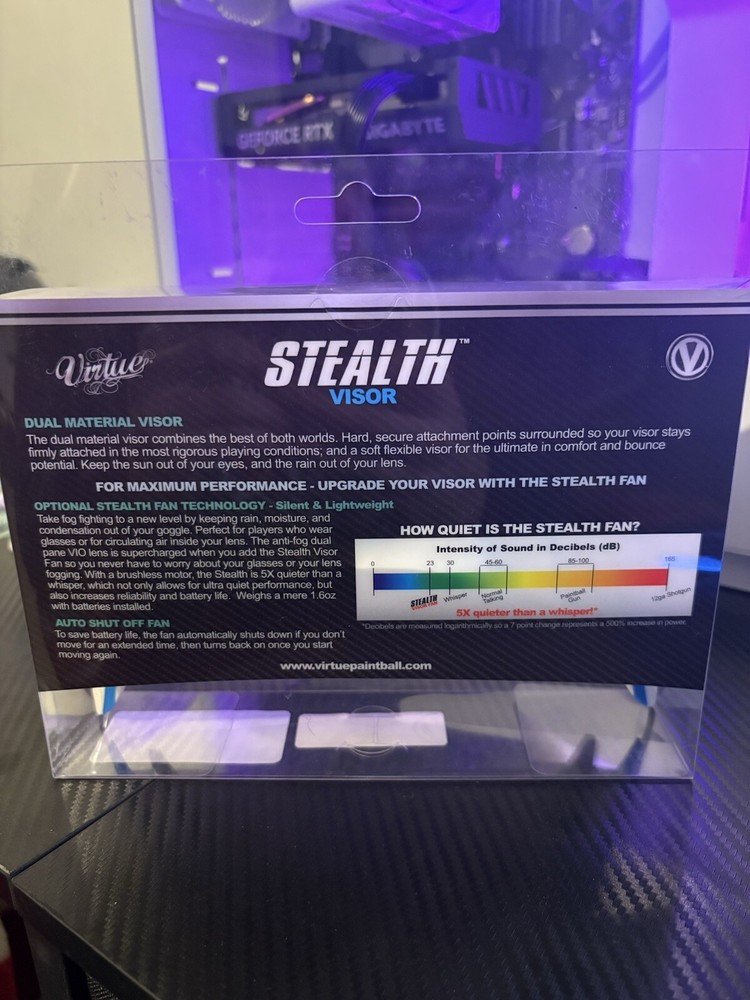 GEFORCE RTX GIGABYTE
Virtue
STEALTH™
VISOR
V
DUAL MATERIAL VISOR
The dual material visor combines the best of both worlds. Hard, secure attachment points surrounded so your visor stays
firmly attached in the most rigorous playing conditions; and a soft flexible visor for the ultimate in comfort and bounce
potential. Keep the sun out of your eyes, and the rain out of your lens.
FOR MAXIMUM PERFORMANCE - UPGRADE YOUR VISOR WITH THE STEALTH FAN
OPTIONAL STEALTH FAN TECHNOLOGY - Silent & Lightweight
Take fog fighting to a new level by keeping rain, moisture, and
condensation out of your goggle. Perfect for players who wear
glasses or for circulating air inside your lens. The anti-fog dual
pane VIO lens is supercharged when you add the Stealth Visor
Fan so you never have to worry about your glasses or your lens
fogging. With a brushless motor, the Stealth is 5X quieter than a
whisper, which not only allows for ultra quiet performance, but
also increases reliability and battery life. Weighs a mere 1.6oz
with batteries installed.
AUTO SHUT OFF FAN
To save battery life, the fan automatically shuts down if you don't
move for an extended time, then turns back on once you start
moving again.
HOW QUIET IS THE STEALTH FAN?
Intensity of Sound in Decibels (dB)
0 23 30 45-60 85-100 165
STEALTH Whisper Normal Talking Paintball Gun 12ga Shotgun
5X quieter than a whisper!*
*Decibels are measured logarithmically so a 7 point change represents a 500% increase in power.
www.virtuepaintball.com